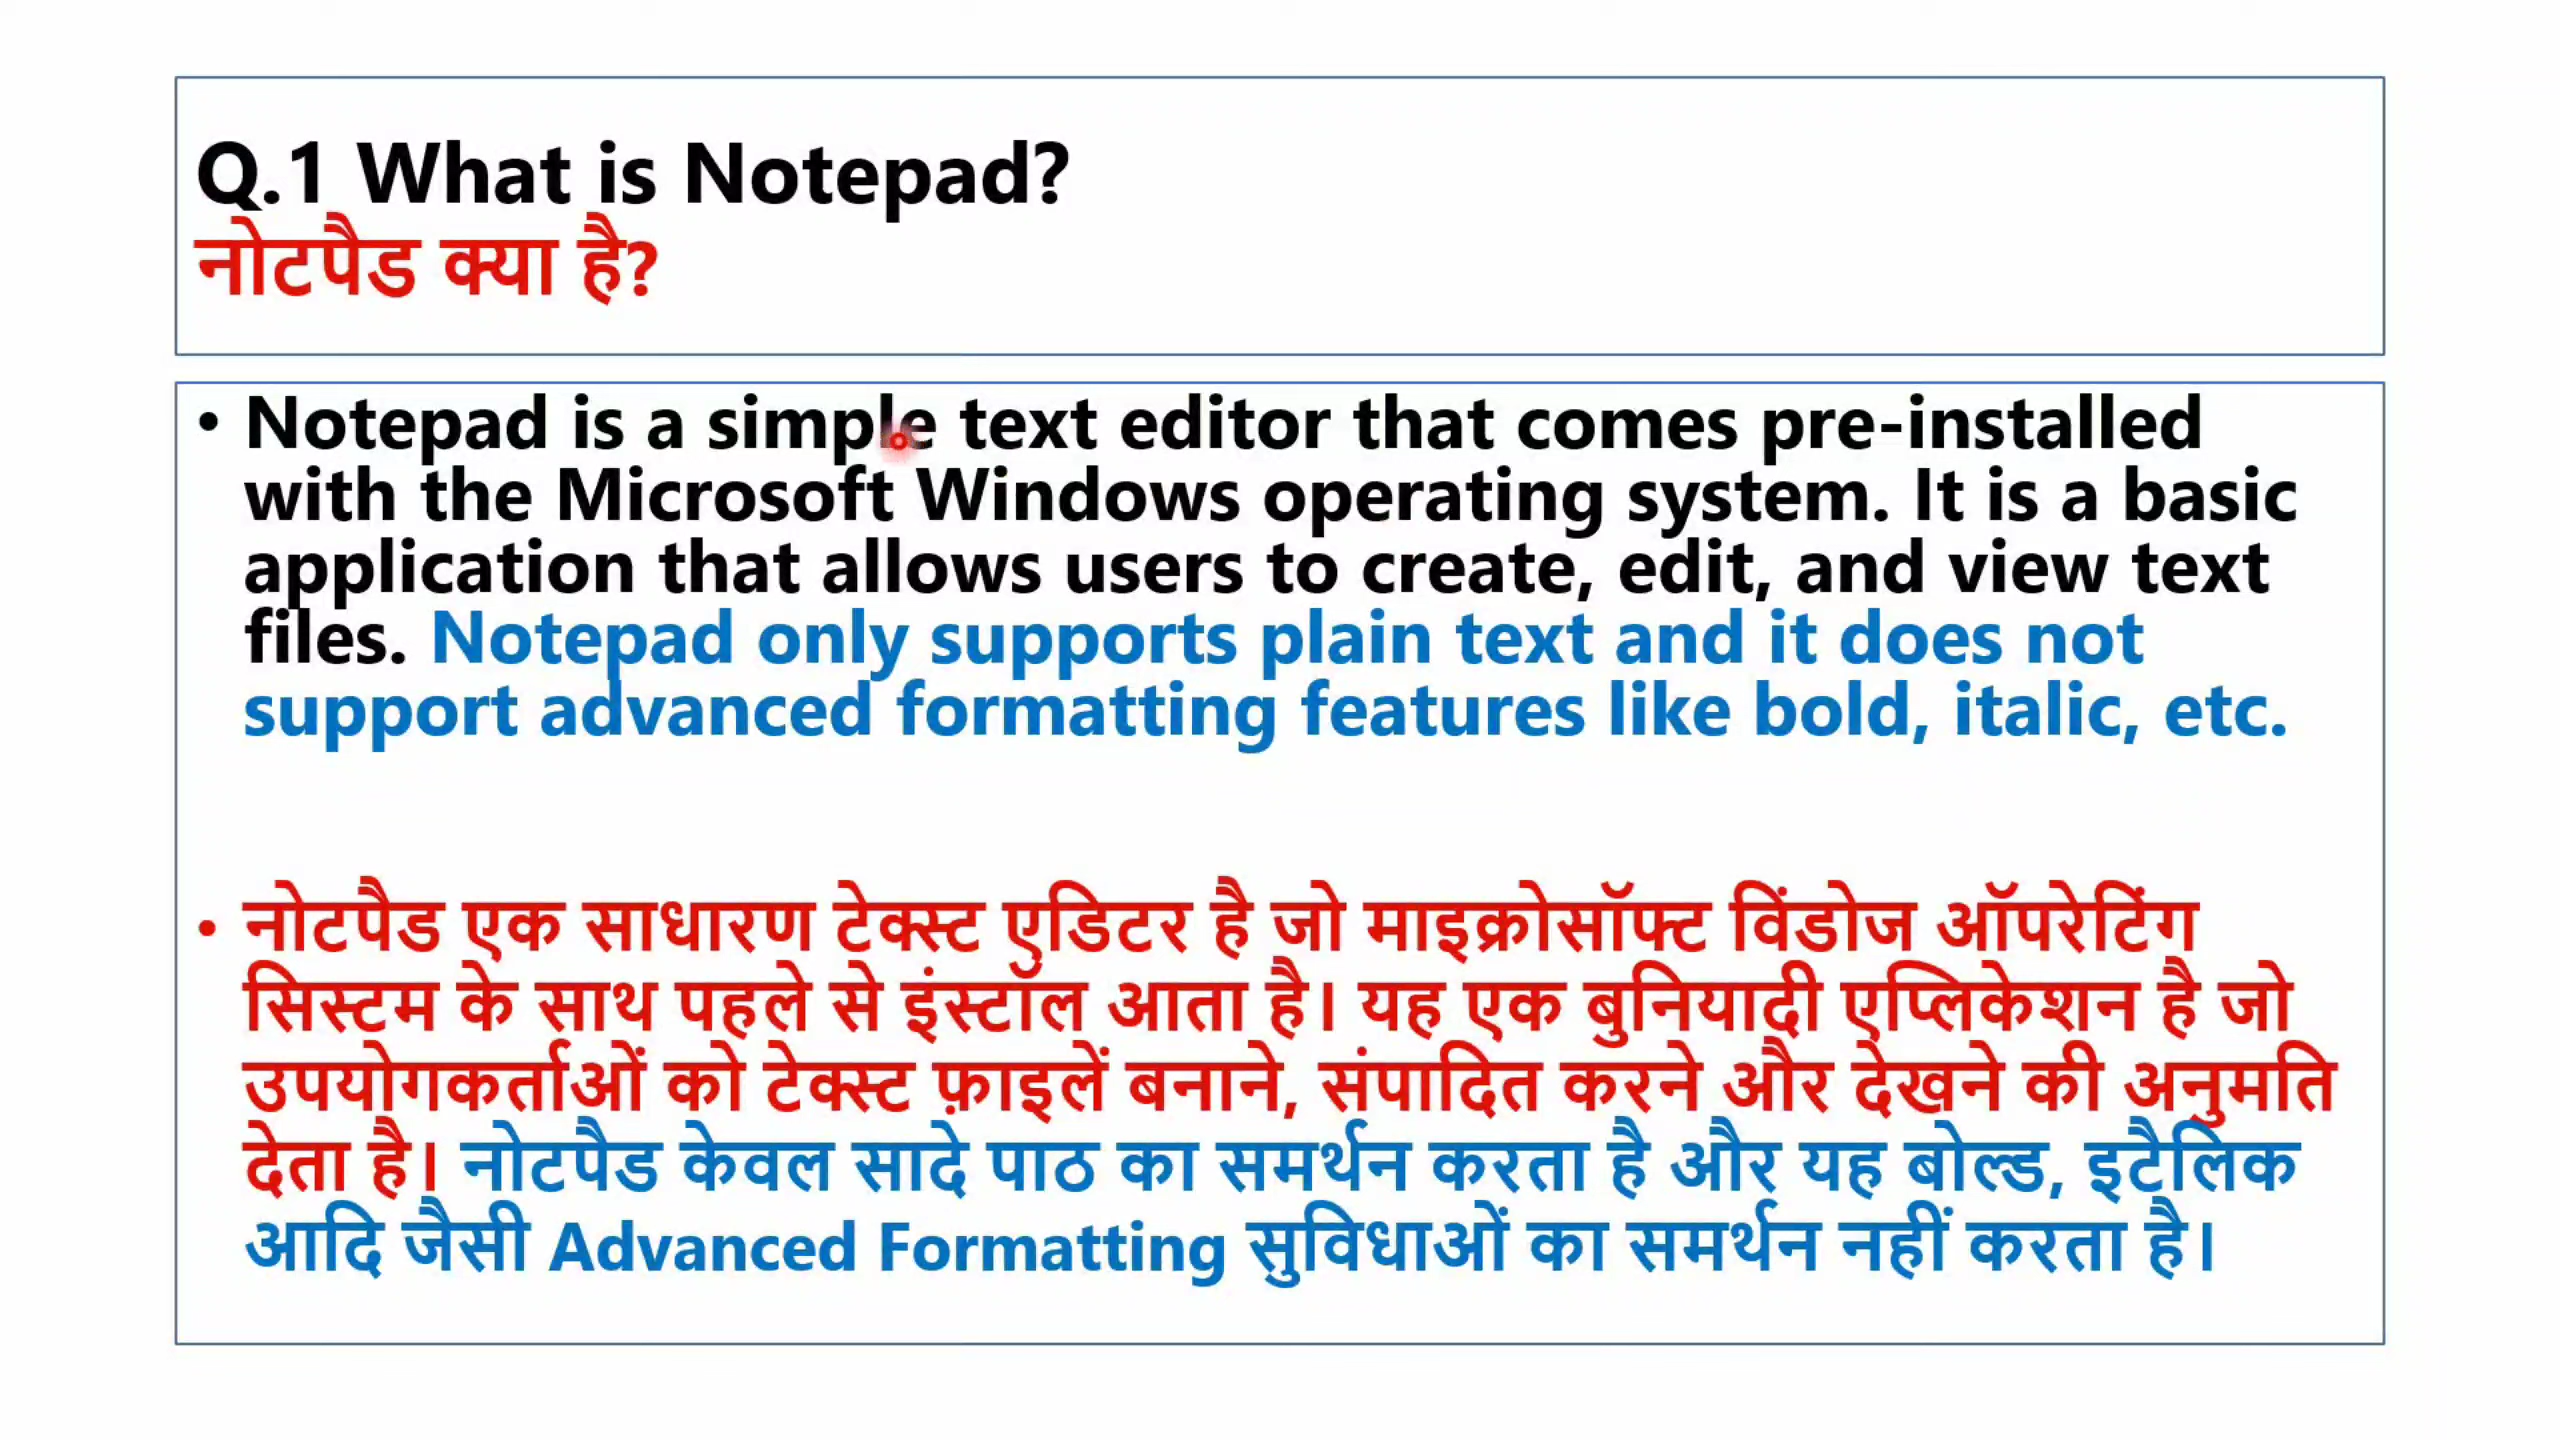 Q.1 What is Notepad?
नोटपैड क्या है?
• Notepad is a simple text editor that comes pre-installed
with the Microsoft Windows operating system. It is a basic
application that allows users to create, edit, and view text
files. Notepad only supports plain text and it does not
support advanced formatting features like bold, italic, etc.
• नोटपैड एक साधारण टेक्स्ट एडिटर है जो माइक्रोसॉफ्ट विंडोज ऑपरेटिंग
सिस्टम के साथ पहले से इंस्टॉल आता है। यह एक बुनियादी एप्लिकेशन है जो
उपयोगकर्ताओं को टेक्स्ट फ़ाइलें बनाने, संपादित करने और देखने की अनुमति
देता है। नोटपैड केवल सादे पाठ का समर्थन करता है और यह बोल्ड, इटैलिक
आदि जैसी Advanced Formatting सुविधाओं का समर्थन नहीं करता है।